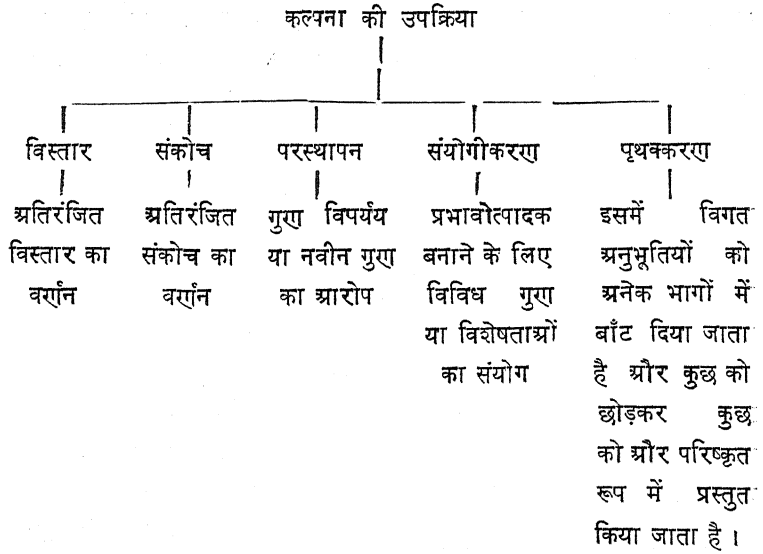 कल्पना की उपक्रिया
विस्तार
संकोच
परस्थापन
संयोगीकरण
पृथक्करण
अतिरंजित
विस्तार का
वर्णन
अतिरंजित
संकोच का
वर्णन
गुण विपर्यय
या नवीन गुण
का आरोप
प्रभावोत्पादक
बनाने के लिए
विविध गुण
या विशेषताओं
का संयोग
इसमें विगत
अनुभूतियों को
अनेक भागों में
बाँट दिया जाता
है और कुछ को
छोड़कर कुछ
को और परिष्कृत
रूप में प्रस्तुत
किया जाता है ।